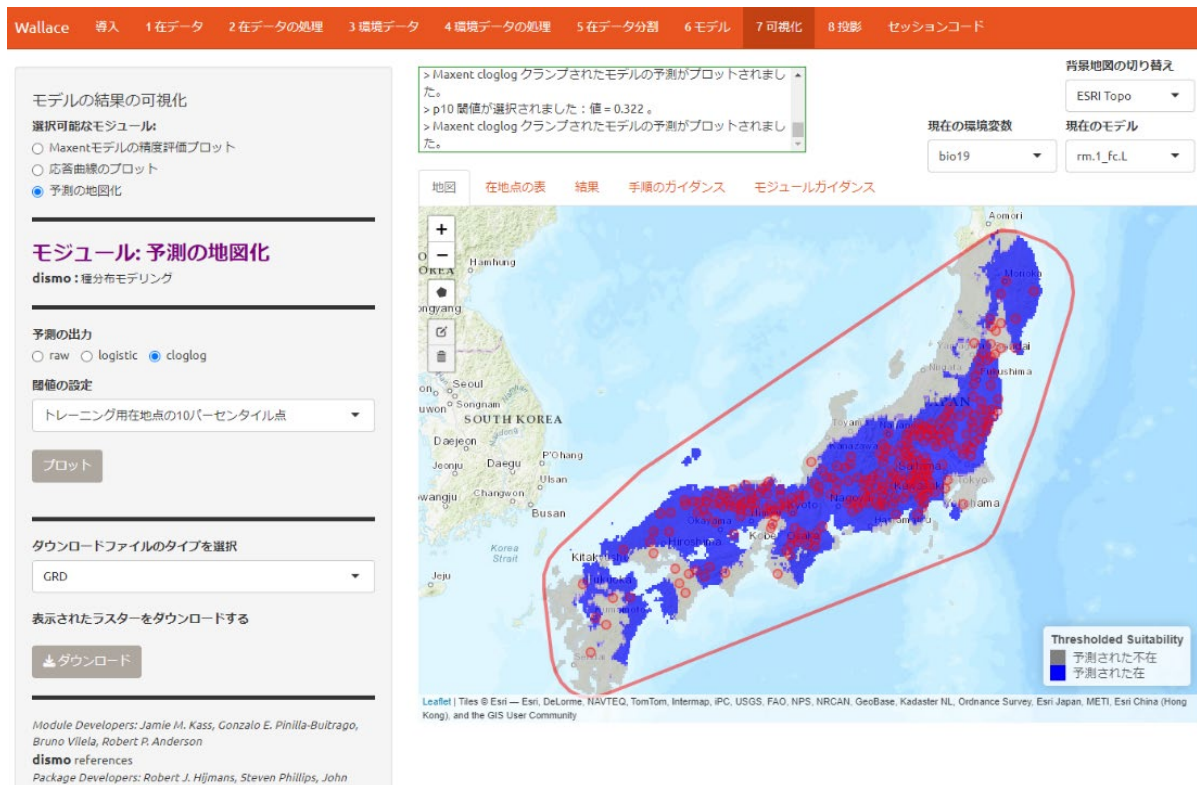 Wallace 導入 1 在データ 2 在データの処理 3 環境データ 4 環境データの処理 5 在データ分割 6 モデル 7 可視化 8 投影 セッションコード
モデルの結果の可視化
選択可能なモジュール:
Maxentモデルの精度評価プロット
応答曲線のプロット
予測の地図化
モジュール: 予測の地図化
dismo : 種分布モデリング
予測の出力
raw logistic cloglog
閾値の設定
トレーニング用在地点の10パーセンタイル点
プロット
ダウンロードファイルのタイプを選択
GRD
表示されたラスターをダウンロードする
ダウンロード
Module Developers: Jamie M. Kass, Gonzalo E. Pinilla-Buitrago,
Bruno Vilela, Robert P. Anderson
dismo references
Package Developers: Robert J. Hijmans, Steven Phillips, John
> Maxent cloglog クランプされたモデルの予測がプロットされまし
た。
> p10 閾値が選択されました : 値 = 0.322 。
> Maxent cloglog クランプされたモデルの予測がプロットされまし
た。
背景地図の切り替え
ESRI Topo
現在の環境変数
bio19
現在のモデル
rm.1_fc.L
地図 在地点の表 結果 手順のガイダンス モジュールガイダンス
+
−
Aomori
Hamhung
OREA
ongyang
Morioka
Seoul
Songnam
uwon
SOUTH KOREA
Daejeon
P'Ohang
Jeonju
Daegu
Ulsan
wangju
Changwon
Busan
Korea
Strait
Jeju
Fukushima
Niigata
JAPAN
Toyama
Nagano
Kanazawa
Saitama
Tokyo
Kawasaki
Yokohama
Nagoya
Hamamatsu
Kyoto
Okayama
Kobe
Osaka
Hiroshima
Kitakyushu
Fukuoka
Kumamoto
Sendai
Thresholded Suitability
予測された不在
予測された在
Leaflet | Tiles © Esri — Esri, DeLorme, NAVTEQ, TomTom, Intermap, iPC, USGS, FAO, NPS, NRCAN, GeoBase, Kadaster NL, Ordnance Survey, Esri Japan, METI, Esri China (Hong
Kong), and the GIS User Community